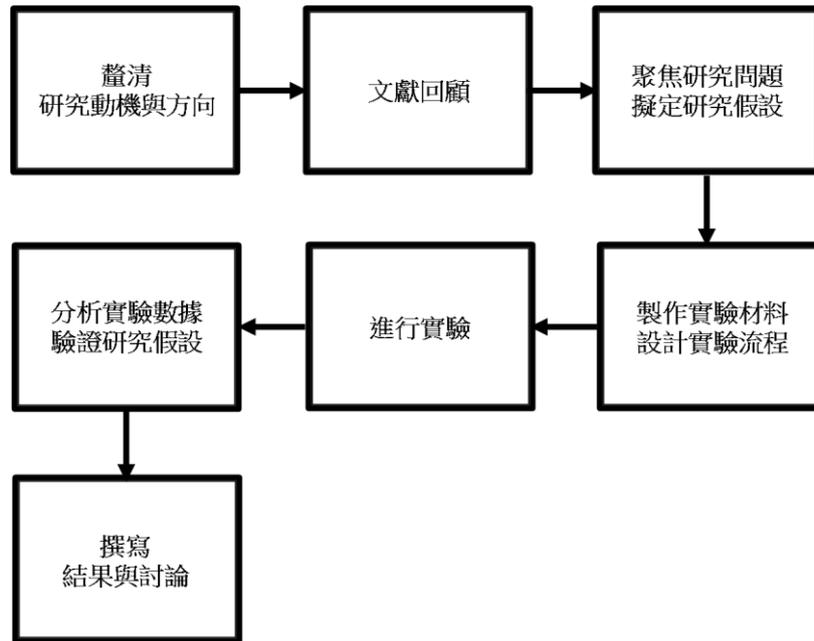 釐清
研究動機與方向
文獻回顧
聚焦研究問題
擬定研究假設
製作實驗材料
設計實驗流程
進行實驗
分析實驗數據
驗證研究假設
撰寫
結果與討論